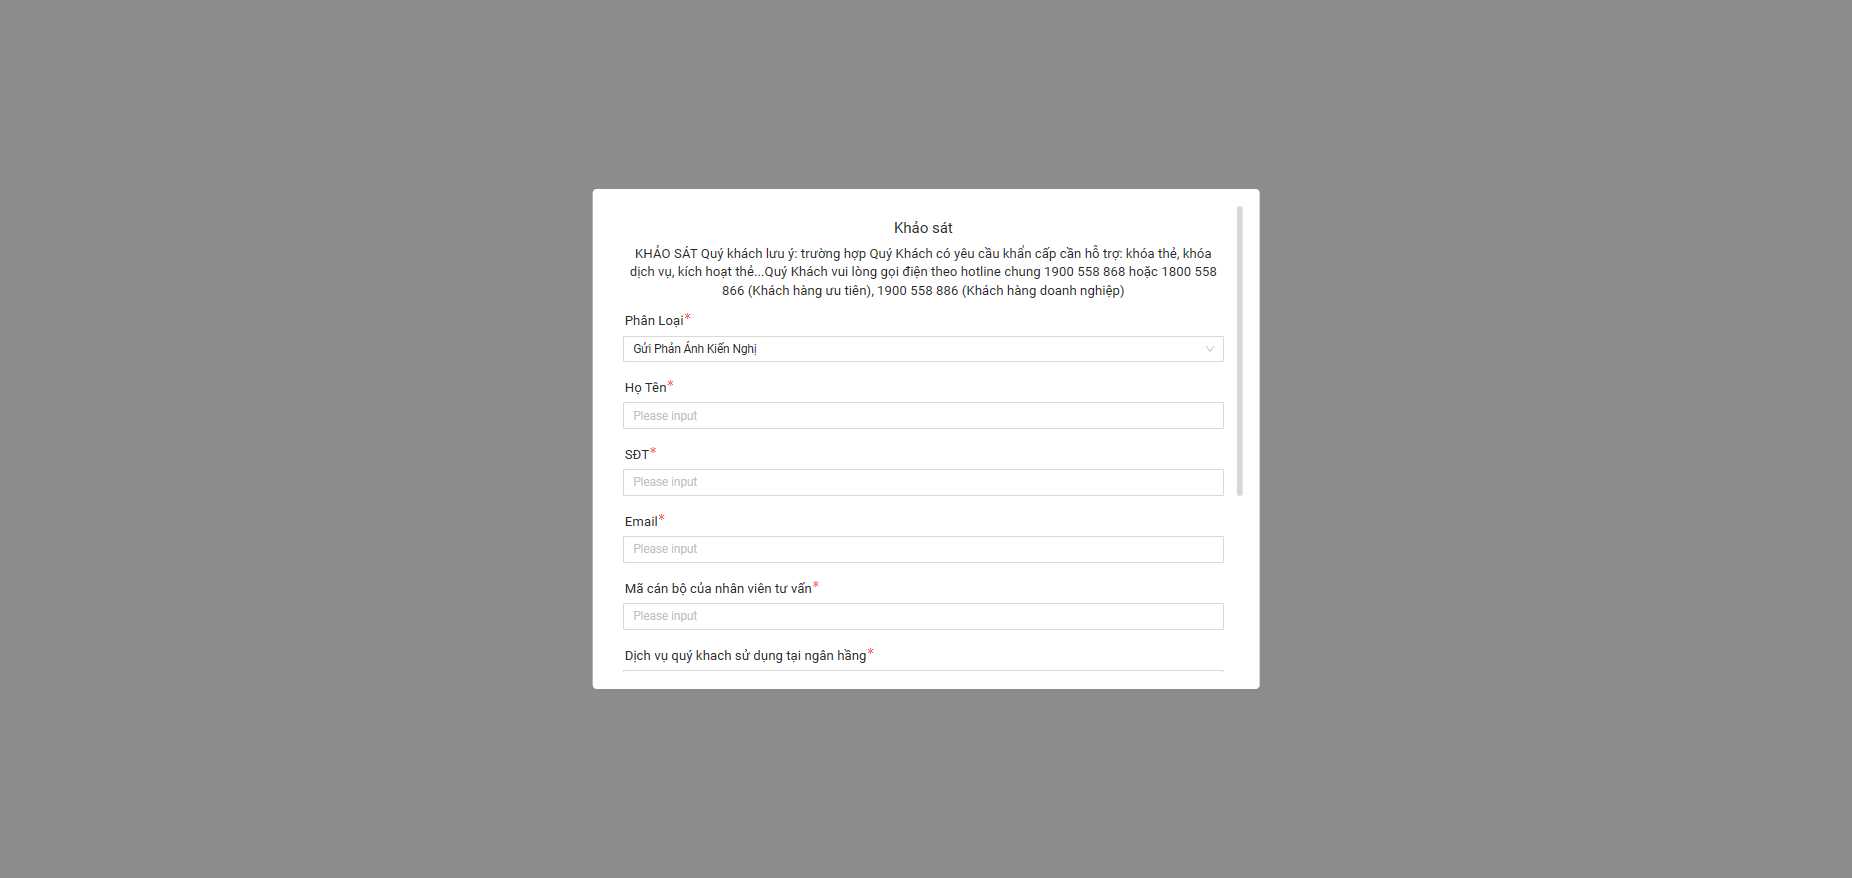 Khảo sát
KHẢO SÁT Quý khách lưu ý: trường hợp Quý Khách có yêu cầu khẩn cấp cần hỗ trợ: khóa thẻ, khóa
dịch vụ, kích hoạt thẻ...Quý Khách vui lòng gọi điện theo hotline chung 1900 558 868 hoặc 1800 558
866 (Khách hàng ưu tiên), 1900 558 886 (Khách hàng doanh nghiệp)
Phân Loại*
Gửi Phản Ánh Kiến Nghị
Họ Tên*
Please input
SĐT*
Please input
Email*
Please input
Mã cán bộ của nhân viên tư vấn*
Please input
Dịch vụ quý khach sử dụng tại ngân hầng*